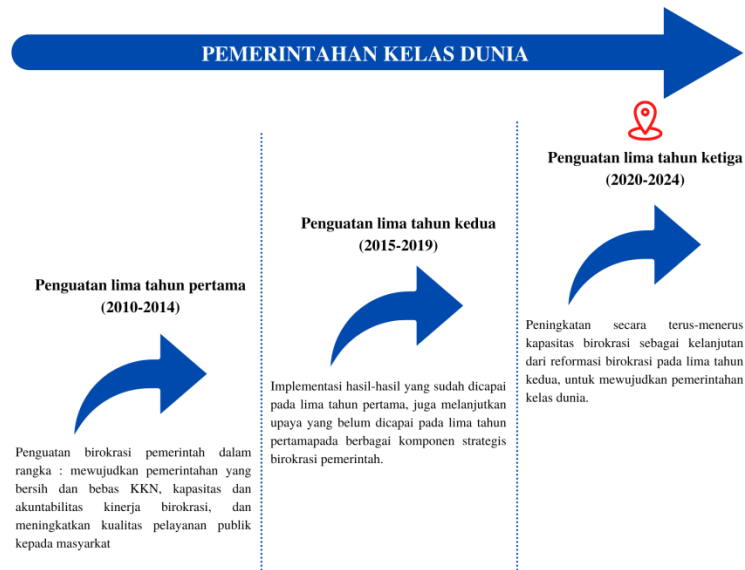 PEMERINTAHAN KELAS DUNIA
Penguatan lima tahun pertama
(2010-2014)
Penguatan birokrasi pemerintah dalam
rangka : mewujudkan pemerintahan yang
bersih dan bebas KKN, kapasitas dan
akuntabilitas kinerja birokrasi, dan
meningkatkan kualitas pelayanan publik
kepada masyarkat
Penguatan lima tahun kedua
(2015-2019)
Implementasi hasil-hasil yang sudah dicapai
pada lima tahun pertama, juga melanjutkan
upaya yang belum dicapai pada lima tahun
pertamapada berbagai komponen strategis
birokrasi pemerintah.
Penguatan lima tahun ketiga
(2020-2024)
Peningkatan secara terus-menerus
kapasitas birokrasi sebagai kelanjutan
dari reformasi birokrasi pada lima tahun
kedua, untuk mewujudkan pemerintahan
kelas dunia.